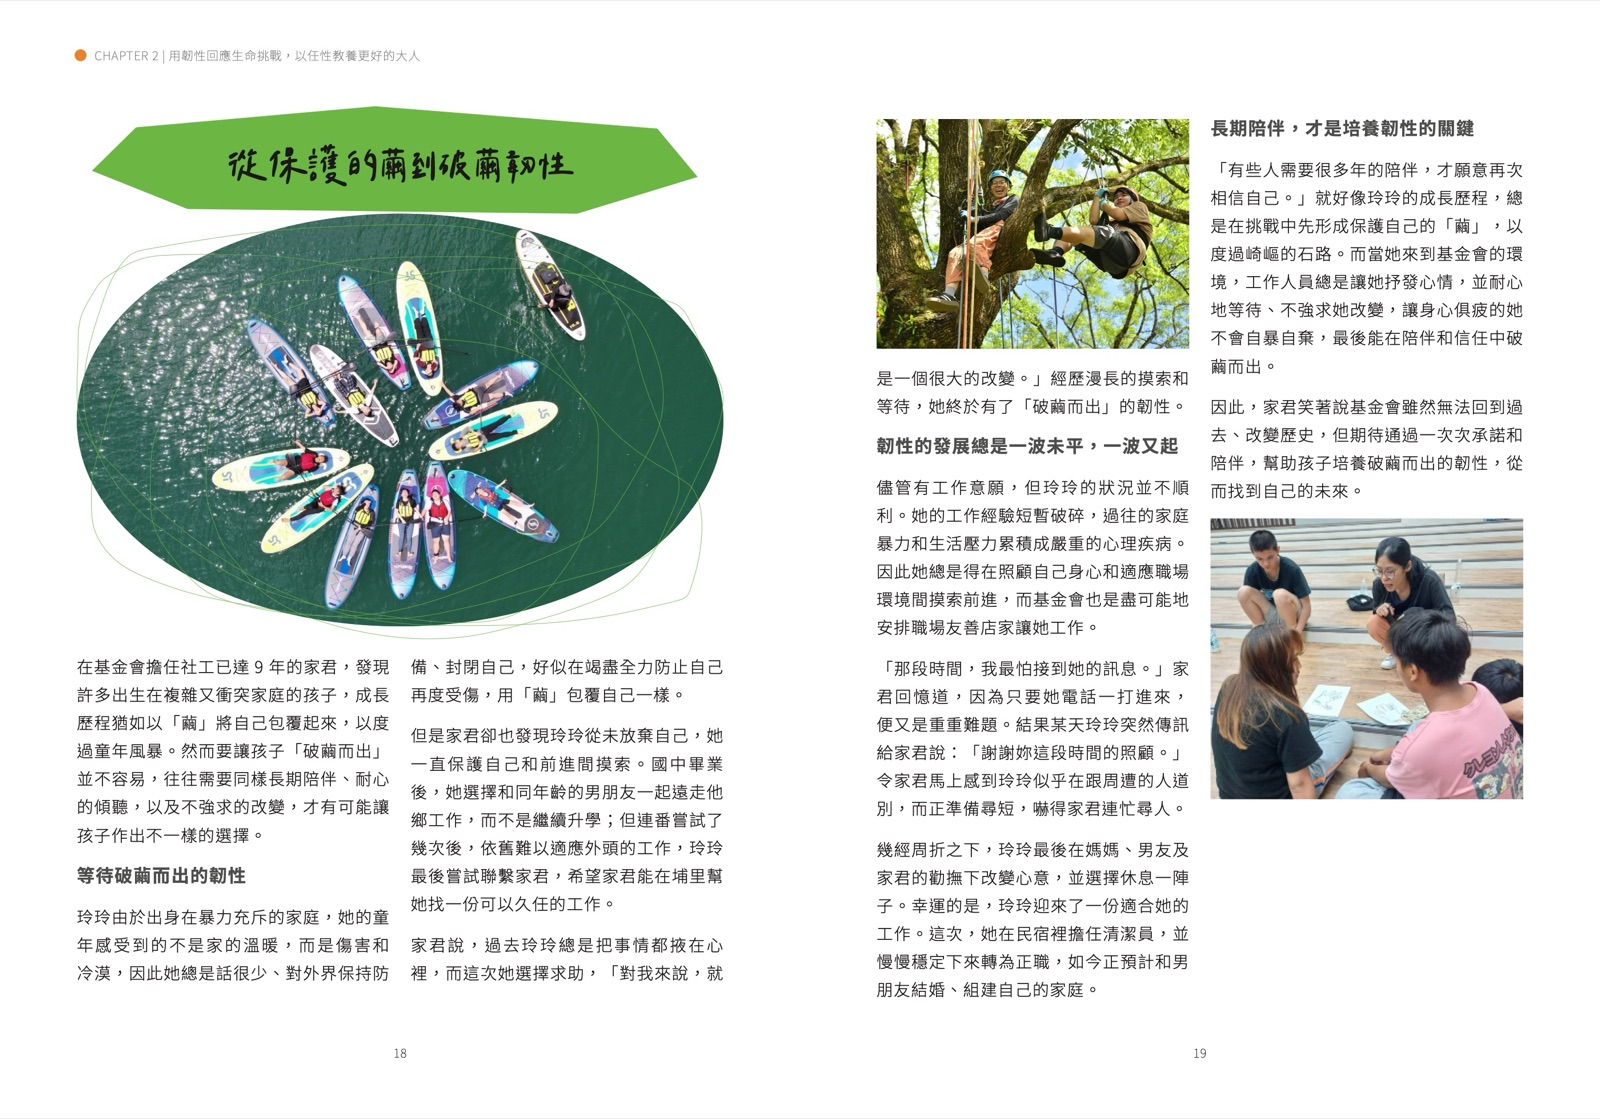 CHAPTER 2 | 用韌性回應生命挑戰，以任性教養更好的大人
從保護的繭到破繭韌性
在基金會擔任社工已達 9 年的家君，發現
許多出生在複雜又衝突家庭的孩子，成長
歷程猶如以「繭」將自己包覆起來，以度
過童年風暴。然而要讓孩子「破繭而出」
並不容易，往往需要同樣長期陪伴、耐心
的傾聽，以及不強求的改變，才有可能讓
孩子作出不一樣的選擇。
等待破繭而出的韌性
玲玲由於出身在暴力充斥的家庭，她的童
年感受到的不是家的溫暖，而是傷害和
冷漠，因此她總是話很少、對外界保持防
備、封閉自己，好似在竭盡全力防止自己
再度受傷，用「繭」包覆自己一樣。
但是家君卻也發現玲玲從未放棄自己，她
一直保護自己和前進間摸索。國中畢業
後，她選擇和同年齡的男朋友一起遠走他
鄉工作，而不是繼續升學；但連番嘗試了
幾次後，依舊難以適應外頭的工作，玲玲
最後嘗試聯繫家君，希望家君能在埔里幫
她找一份可以久任的工作。
家君說，過去玲玲總是把事情都掖在心
裡，而這次她選擇求助，「對我來說，就
18
是一個很大的改變。」經歷漫長的摸索和
等待，她終於有了「破繭而出」的韌性。
韌性的發展總是一波未平，一波又起
儘管有工作意願，但玲玲的狀況並不順
利。她的工作經驗短暫破碎，過往的家庭
暴力和生活壓力累積成嚴重的心理疾病。
因此她總是得在照顧自己身心和適應職場
環境間摸索前進，而基金會也是盡可能地
安排職場友善店家讓她工作。
「那段時間，我最怕接到她的訊息。」家
君回憶道，因為只要她電話一打進來，
便又是重重難題。結果某天玲玲突然傳訊
給家君說：「謝謝妳這段時間的照顧。」
令家君馬上感到玲玲似乎在跟周遭的人道
別，而正準備尋短，嚇得家君連忙尋人。
幾經周折之下，玲玲最後在媽媽、男友及
家君的勸撫下改變心意，並選擇休息一陣
子。幸運的是，玲玲迎來了一份適合她的
工作。這次，她在民宿裡擔任清潔員，並
慢慢穩定下來轉為正職，如今正預計和男
朋友結婚、組建自己的家庭。
長期陪伴，才是培養韌性的關鍵
「有些人需要很多年的陪伴，才願意再次
相信自己。」就好像玲玲的成長歷程，總
是在挑戰中先形成保護自己的「繭」，以
度過崎嶇的石路。而當她來到基金會的環
境，工作人員總是讓她抒發心情，並耐心
地等待、不強求她改變，讓身心俱疲的她
不會自暴自棄，最後能在陪伴和信任中破
繭而出。
因此，家君笑著說基金會雖然無法回到過
去、改變歷史，但期待通過一次次承諾和
陪伴，幫助孩子培養破繭而出的韌性，從
而找到自己的未來。
19